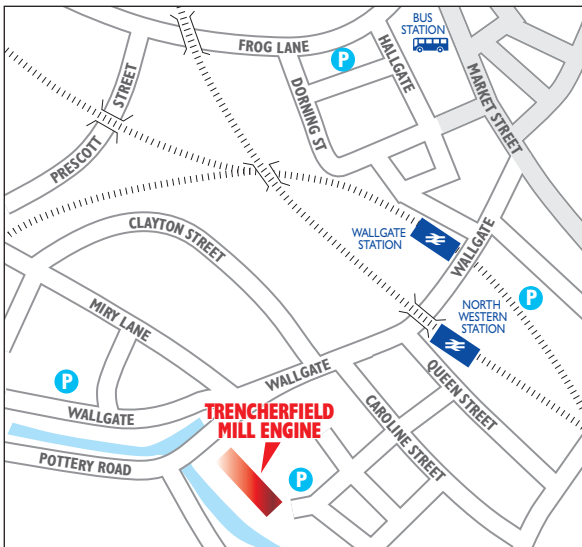 BUS
STATION
FROG LANE
P
HALLGATE
STREET
PRESCOTT
DORNING ST
MARKET STREET
CLAYTON STREET
WALLGATE
STATION
WALLGATE
P
NORTH
WESTERN
STATION
MIRY LANE
P
WALLGATE
QUEEN STREET
WALLGATE
TRENCHERFIELD
MILL ENGINE
CAROLINE STREET
POTTERY ROAD
P